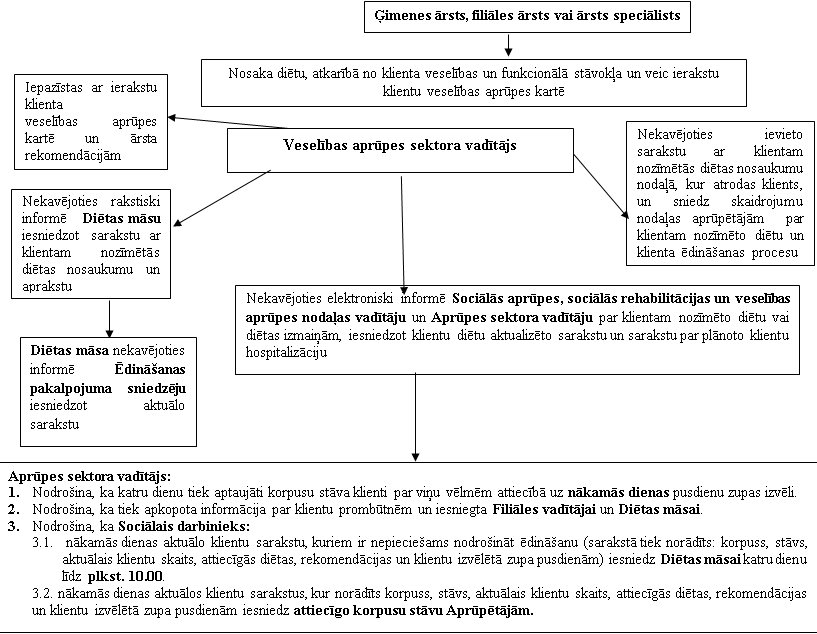 Ģimenes ārsts, filiāles ārsts vai ārsts speciālists
Nosaka diētu, atkarībā no klienta veselības un funkcionālā stāvokļa un veic ierakstu
klientu veselības aprūpes kartē
Iepazīstas ar ierakstu
klienta
veselības aprūpes
kartē un ārsta
rekomendācijām
Veselības aprūpes sektora vadītājs
Nekavējoties ievieto
sarakstu ar klientam
nozīmētās diētas nosaukumu
nodaļā, kur atrodas klients,
un sniedz skaidrojumu
nodaļas aprūpētājām par
klientam nozīmēto diētu un
klienta ēdināšanas procesu
Nekavējoties rakstiski
informē Diētas māsu
iesniedzot sarakstu ar
klientam nozīmētās
diētas nosaukumu un
aprakstu
Nekavējoties elektroniski informē Sociālās aprūpes, sociālās rehabilitācijas un veselības
aprūpes nodaļas vadītāju un Aprūpes sektora vadītāju par klientam nozīmēto diētu vai
diētas izmaiņām, iesniedzot klientu diētu aktualizēto sarakstu un sarakstu par plānoto klientu
hospitalizāciju
Diētas māsa nekavējoties
informē Ēdināšanas
pakalpojuma sniedzēju
iesniedzot aktuālo
sarakstu
Aprūpes sektora vadītājs:
1. Nodrošina, ka katru dienu tiek aptaujāti korpusu stāva klienti par viņu vēlmēm attiecībā uz nākamās dienas pusdienu zupas izvēli.
2. Nodrošina, ka tiek apkopota informācija par klientu prombūtnēm un iesniegta Filiāles vadītājai un Diētas māsai.
3. Nodrošina, ka Sociālais darbinieks:
3.1. nākamās dienas aktuālo klientu sarakstu, kuriem ir nepieciešams nodrošināt ēdināšanu (sarakstā tiek norādīts: korpuss, stāvs,
aktuālais klientu skaits, attiecīgās diētas, rekomendācijas un klientu izvēlētā zupa pusdienām) iesniedz Diētas māsai katru dienu
līdz plkst. 10.00.
3.2. nākamās dienas aktuālos klientu sarakstus, kur norādīts korpuss, stāvs, aktuālais klientu skaits, attiecīgās diētas, rekomendācijas
un klientu izvēlētā zupa pusdienām iesniedz attiecīgo korpusu stāvu Aprūpētājām.